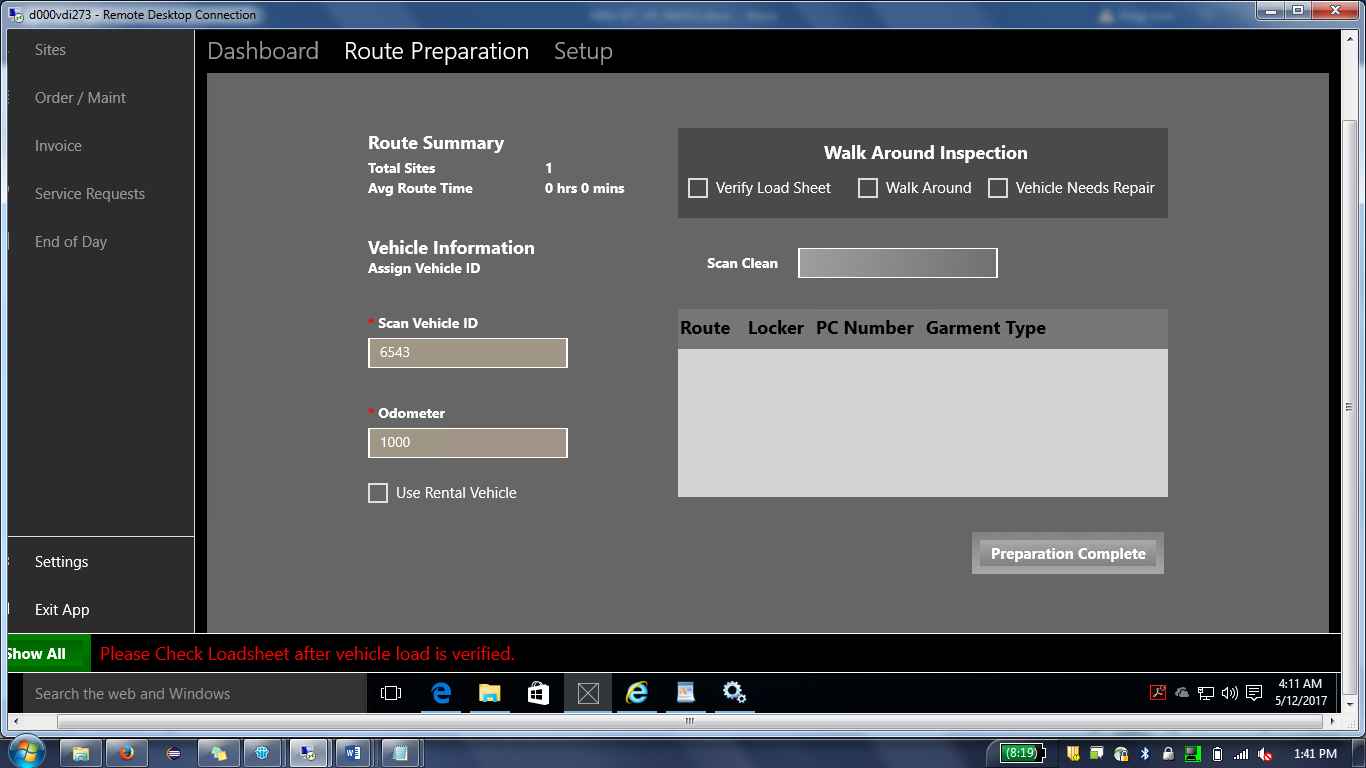 d000vdi273 - Remote Desktop Connection
Sites
Order / Maint
Invoice
Service Requests
End of Day
Settings
Exit App
Dashboard Route Preparation Setup
Route Summary
Total Sites 1
Avg Route Time 0 hrs 0 mins
Vehicle Information
Assign Vehicle ID
* Scan Vehicle ID
6543
* Odometer
1000
Use Rental Vehicle
Walk Around Inspection
Verify Load Sheet Walk Around Vehicle Needs Repair
Scan Clean
Route Locker PC Number Garment Type
Preparation Complete
Show All Please Check Loadsheet after vehicle load is verified.
Search the web and Windows
4:11 AM
5/12/2017
(8:19)
1:41 PM